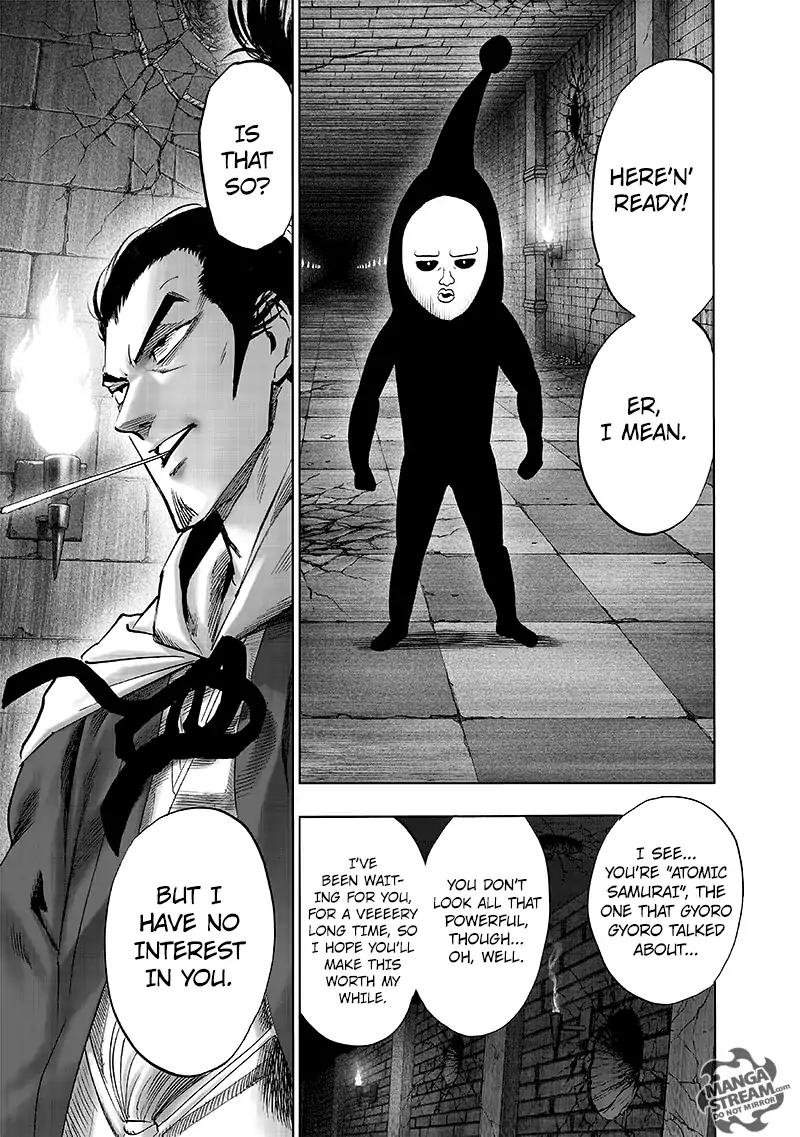 HERE'N'
READY!
ER,
I MEAN.
I SEE...
YOU'RE "ATOMIC
SAMURAI", THE
ONE THAT GYORO
GYORO TALKED
ABOUT...
YOU DON'T
LOOK ALL THAT
POWERFUL,
THOUGH...
OH, WELL.
I'VE
BEEN WAIT-
ING FOR YOU,
FOR A VEEEERY
LONG TIME, SO
I HOPE YOU'LL
MAKE THIS
WORTH MY
WHILE.
IS
THAT
SO?
BUT I
HAVE NO
INTEREST
IN YOU.
MANGA
STREAM.com
DO NOT MIRROR